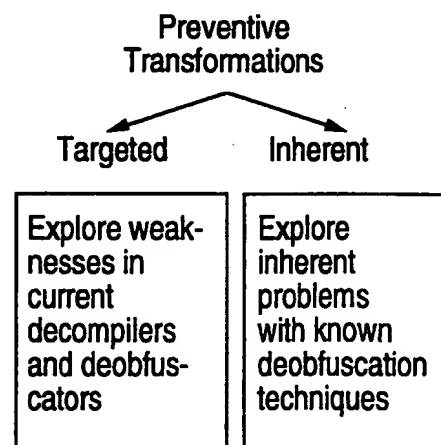 Preventive
Transformations
Targeted
Inherent
Explore weak-
nesses in
current
decompilers
and deobfus-
cators
Explore
inherent
problems
with known
deobfuscation
techniques